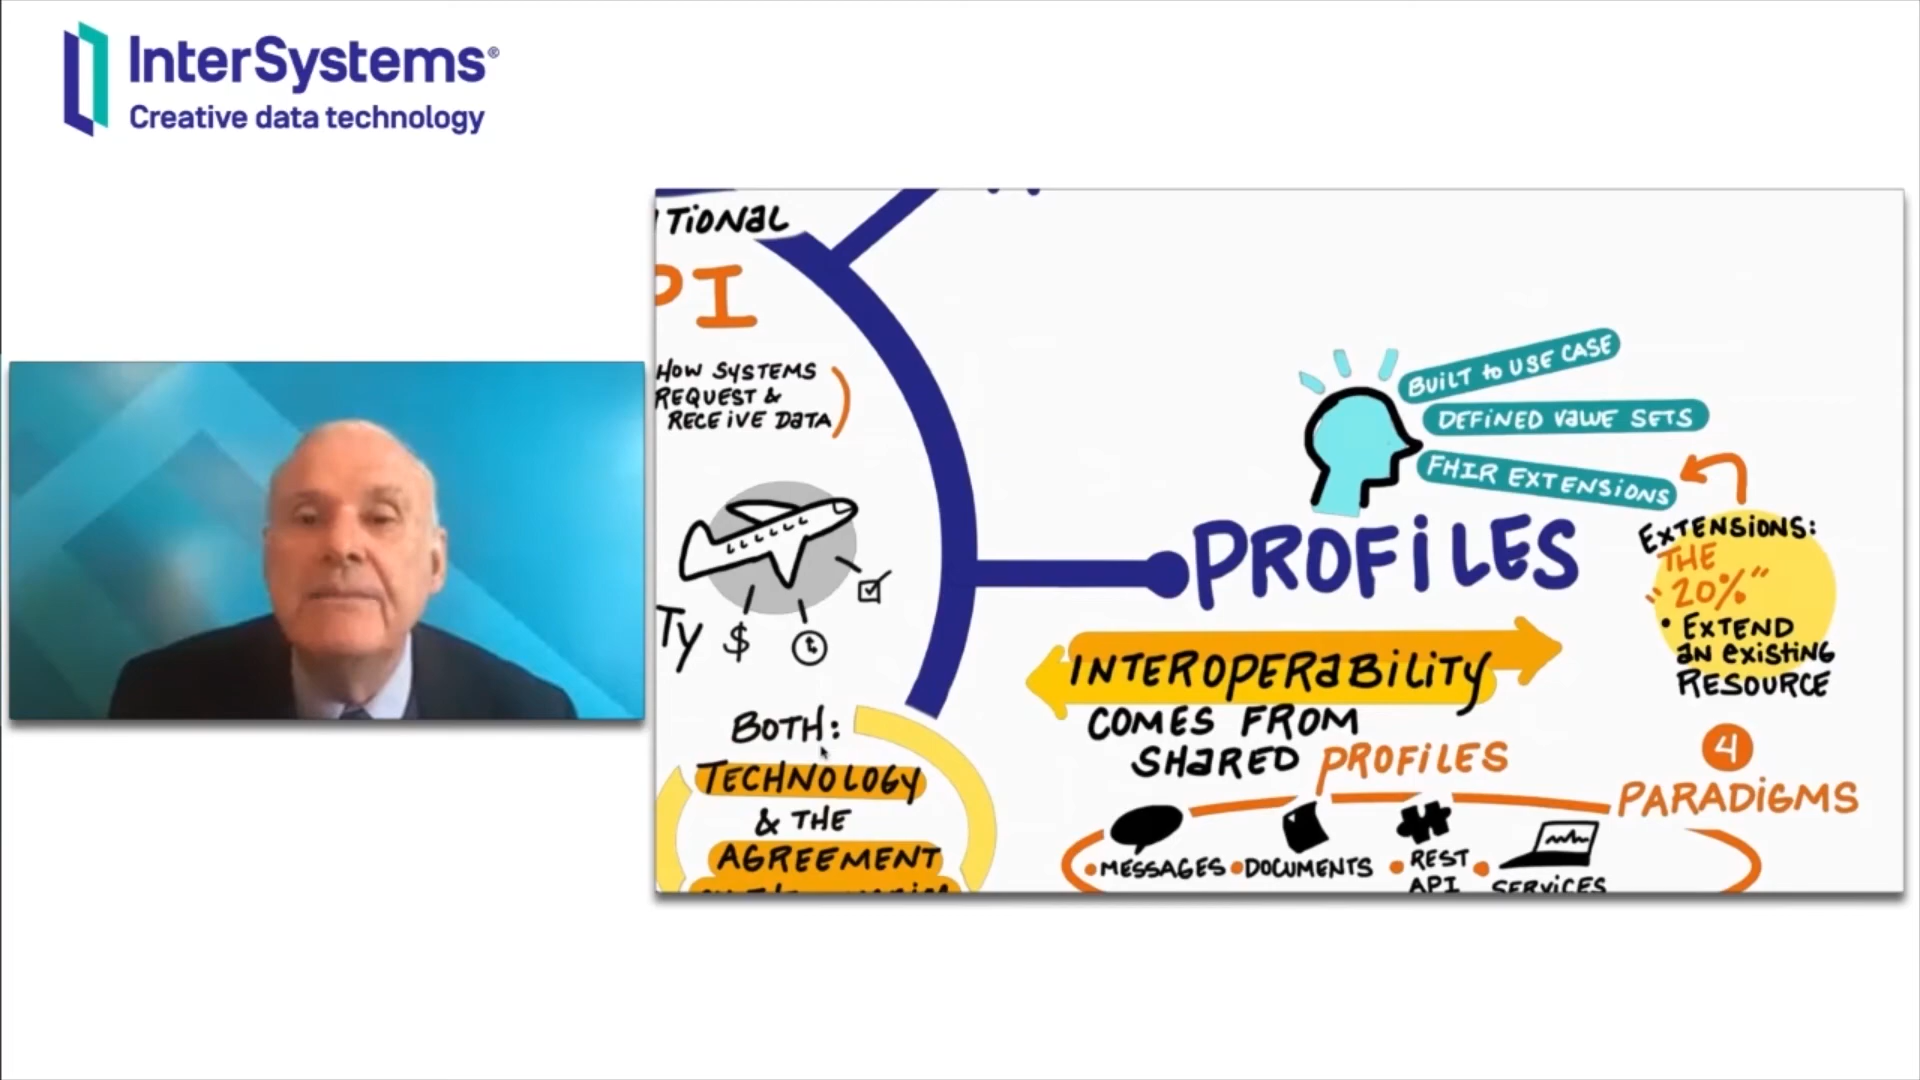 InterSystems®
Creative data technology
TiONaL
PI
HOW SYSTEMS
REQUEST &
RECEIVE DATA
Ty
$
BOTH:
TECHNOLOGY
& THE
AGREEMENT
BUILT to USE CASE
DEFINED VALUE SETS
FHIR EXTENSIONS
PROFiLES
EXTENSIONS:
THE
"20%"
• EXTEND
an existing
RESOURCE
INTEROPERaBiLiTY
COMES FROM
SHaRED PROFiLES
4
PARADiGMS
• MESSAGES • DOCUMENTS • REST API • SERViCES